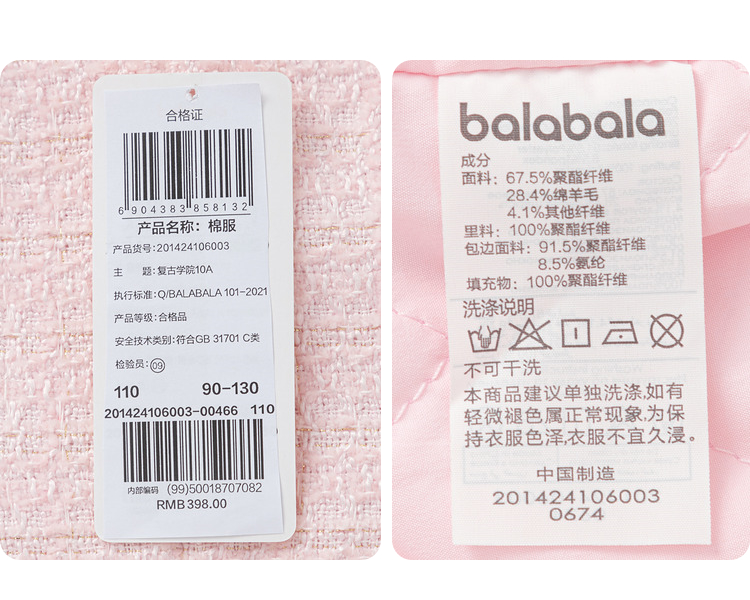 合格证
6 904383 858132
产品名称：棉服
产品货号：201424106003
主 题：复古学院10A
执行标准：Q/BALABALA 101-2021
产品等级：合格品
安全技术类别：符合GB 31701 C类
检验员：09
110 90-130
201424106003-00466 110
内部编码 (99)50018707082
RMB398.00
balabala
成分
面料：67.5%聚酯纤维
28.4%绵羊毛
4.1%其他纤维
里料：100%聚酯纤维
包边面料：91.5%聚酯纤维
8.5%氨纶
填充物：100%聚酯纤维
洗涤说明
不可干洗
本商品建议单独洗涤,如有
轻微褪色属正常现象,为保
持衣服色泽,衣服不宜久浸。
中国制造
201424106003
0674